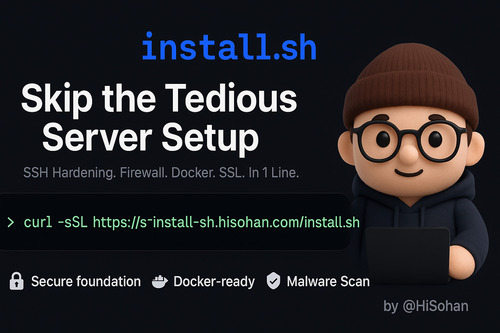 install.sh
Skip the Tedious
Server Setup
SSH Hardening. Firewall. Docker. SSL. In 1 Line.
> curl -sSL https://s-install-sh.hisohan.com/install.sh
Secure foundation Docker-ready Malware Scan
by @HiSohan